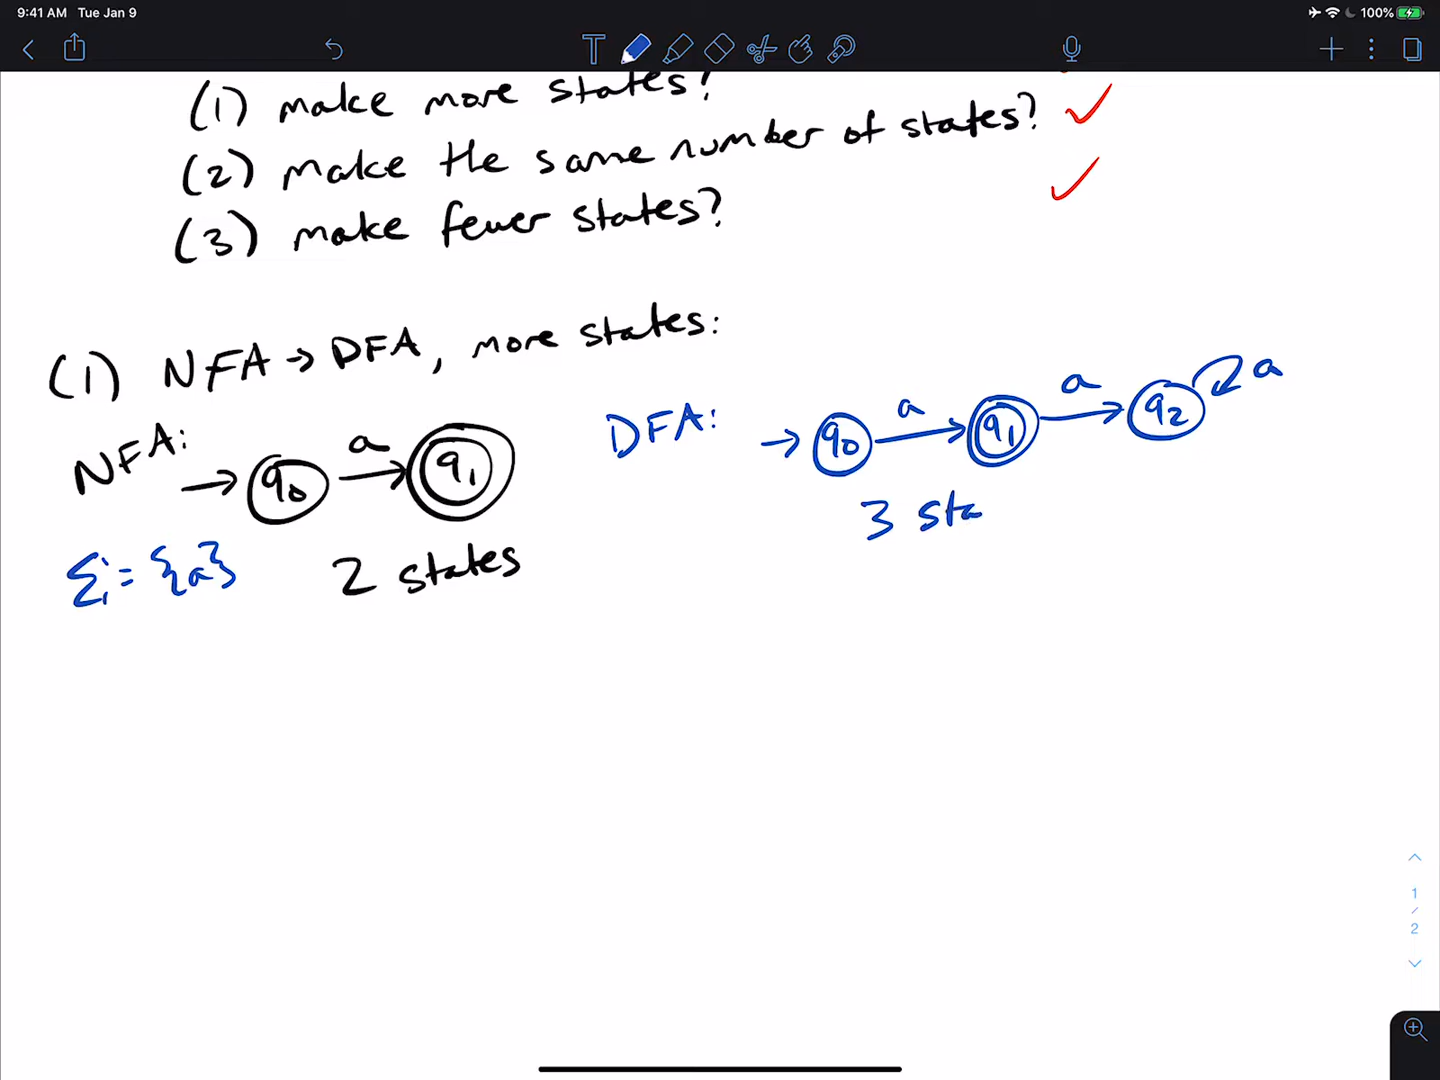 9:41 AM Tue Jan 9
100%
(1) make more states?
(2) make the same number of states? ✓
(3) make fewer states? ✓
(1) NFA → DFA, more states:
NFA: → q0 a → q1
Σ = {a}
2 states
DFA: → q0 a → q1 a → q2 a
3 sta
1
/
2